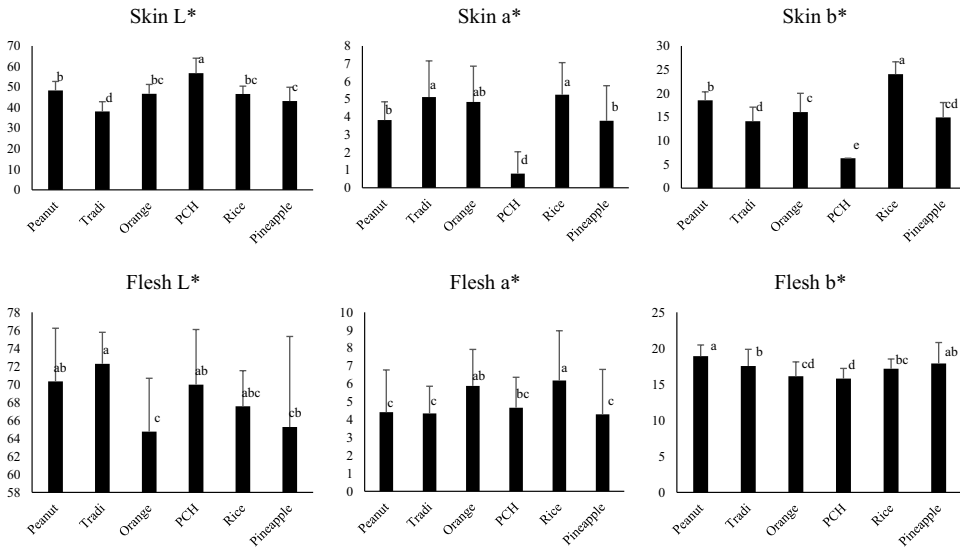 Skin L*
70
60
50
40
30
20
10
0
b
d
bc
a
bc
c
Peanut
Tradi
Orange
PCH
Rice
Pineapple
Skin a*
8
7
6
5
4
3
2
1
0
b
a
ab
d
a
b
Peanut
Tradi
Orange
PCH
Rice
Pineapple
Skin b*
30
25
20
15
10
5
0
b
d
c
e
a
cd
Peanut
Tradi
Orange
PCH
Rice
Pineapple
Flesh L*
78
76
74
72
70
68
66
64
62
60
58
ab
a
c
ab
abc
cb
Peanut
Tradi
Orange
PCH
Rice
Pineapple
Flesh a*
10
9
8
7
6
5
4
3
2
1
0
c
c
ab
bc
a
c
Peanut
Tradi
Orange
PCH
Rice
Pineapple
Flesh b*
25
20
15
10
5
0
a
b
cd
d
bc
ab
Peanut
Tradi
Orange
PCH
Rice
Pineapple